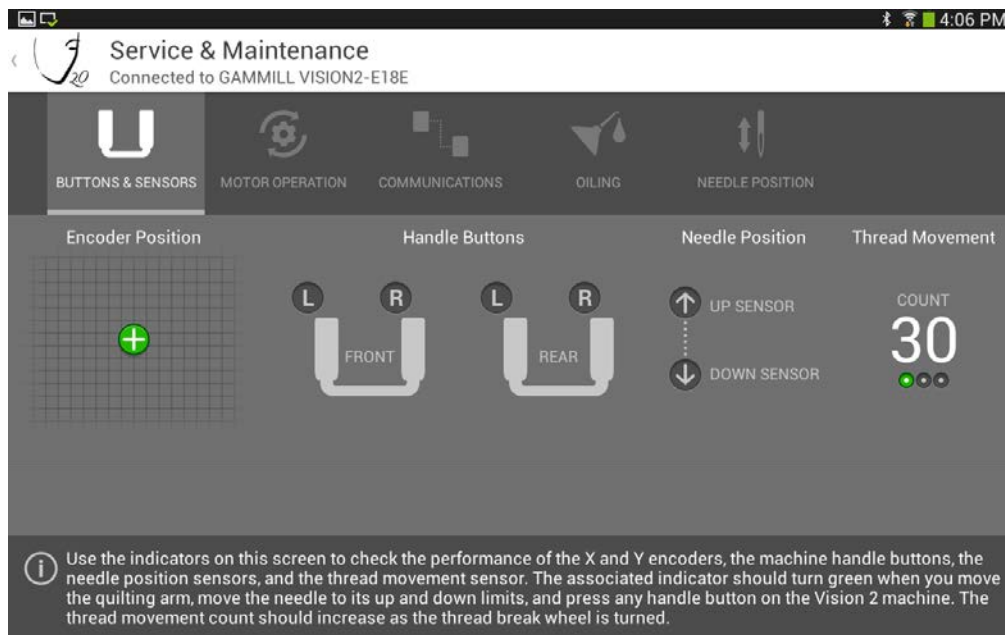 4:06 PM
Service & Maintenance
20
Connected to GAMMILL VISION2-E18E
BUTTONS & SENSORS
MOTOR OPERATION
COMMUNICATIONS
OILING
NEEDLE POSITION
Encoder Position
Handle Buttons
Needle Position
Thread Movement
L R L R
UP SENSOR
COUNT
30
FRONT
REAR
DOWN SENSOR
Use the indicators on this screen to check the performance of the X and Y encoders, the machine handle buttons, the
needle position sensors, and the thread movement sensor. The associated indicator should turn green when you move
the quilting arm, move the needle to its up and down limits, and press any handle button on the Vision 2 machine. The
thread movement count should increase as the thread break wheel is turned.